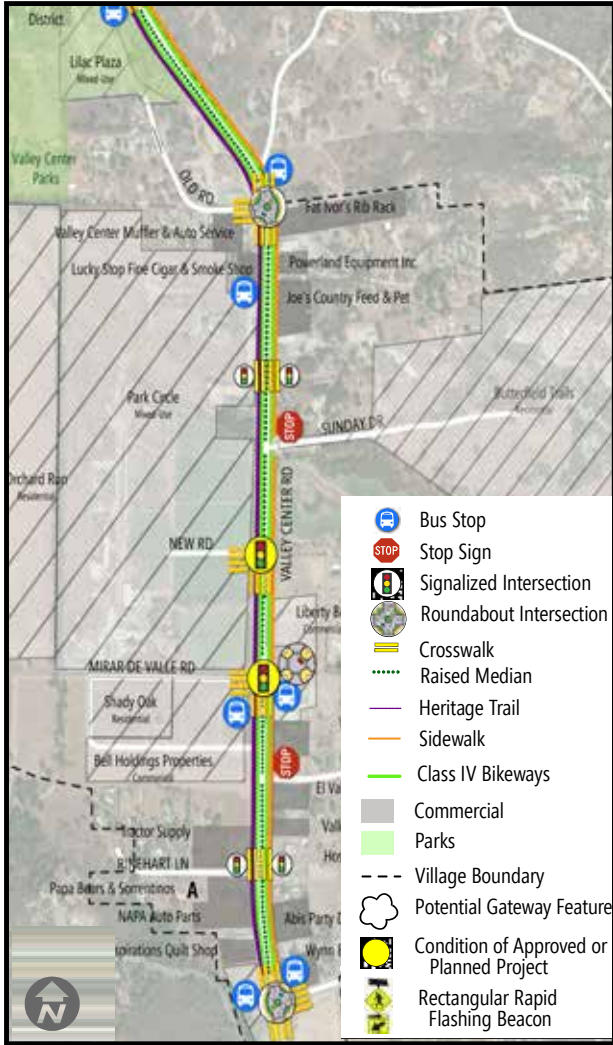 District
Lilac Plaza
Mixed-Use
Valley Center
Parks
OLD RD
Fat Ivor's Rib Rack
Valley Center Muffler & Auto Service
Lucky Stop Fine Cigar & Smoke Shop
Powerland Equipment Inc
Joe's Country Feed & Pet
Park Cycle
Mixed-Use
Butterfield Trails
Residential
STOP
SUNDAY DR
Orchard Run
Residential
VALLEY CENTER RD
NEW RD
Liberty
MIRAR DE VALLE RD
Shady Oak
Residential
Bell Holdings Properties
Commercial
STOP
El Va
Tractor Supply
Valle
RINEHART LN
Hos
Papa Bears & Sorrentinos
A
NAPA Auto Parts
Abis Party
spirations Quilt Shop
Wynn
N
Bus Stop
STOP
Stop Sign
Signalized Intersection
Roundabout Intersection
Crosswalk
Raised Median
Heritage Trail
Sidewalk
Class IV Bikeways
Commercial
Parks
Village Boundary
Potential Gateway Feature
Condition of Approved or
Planned Project
Rectangular Rapid
Flashing Beacon